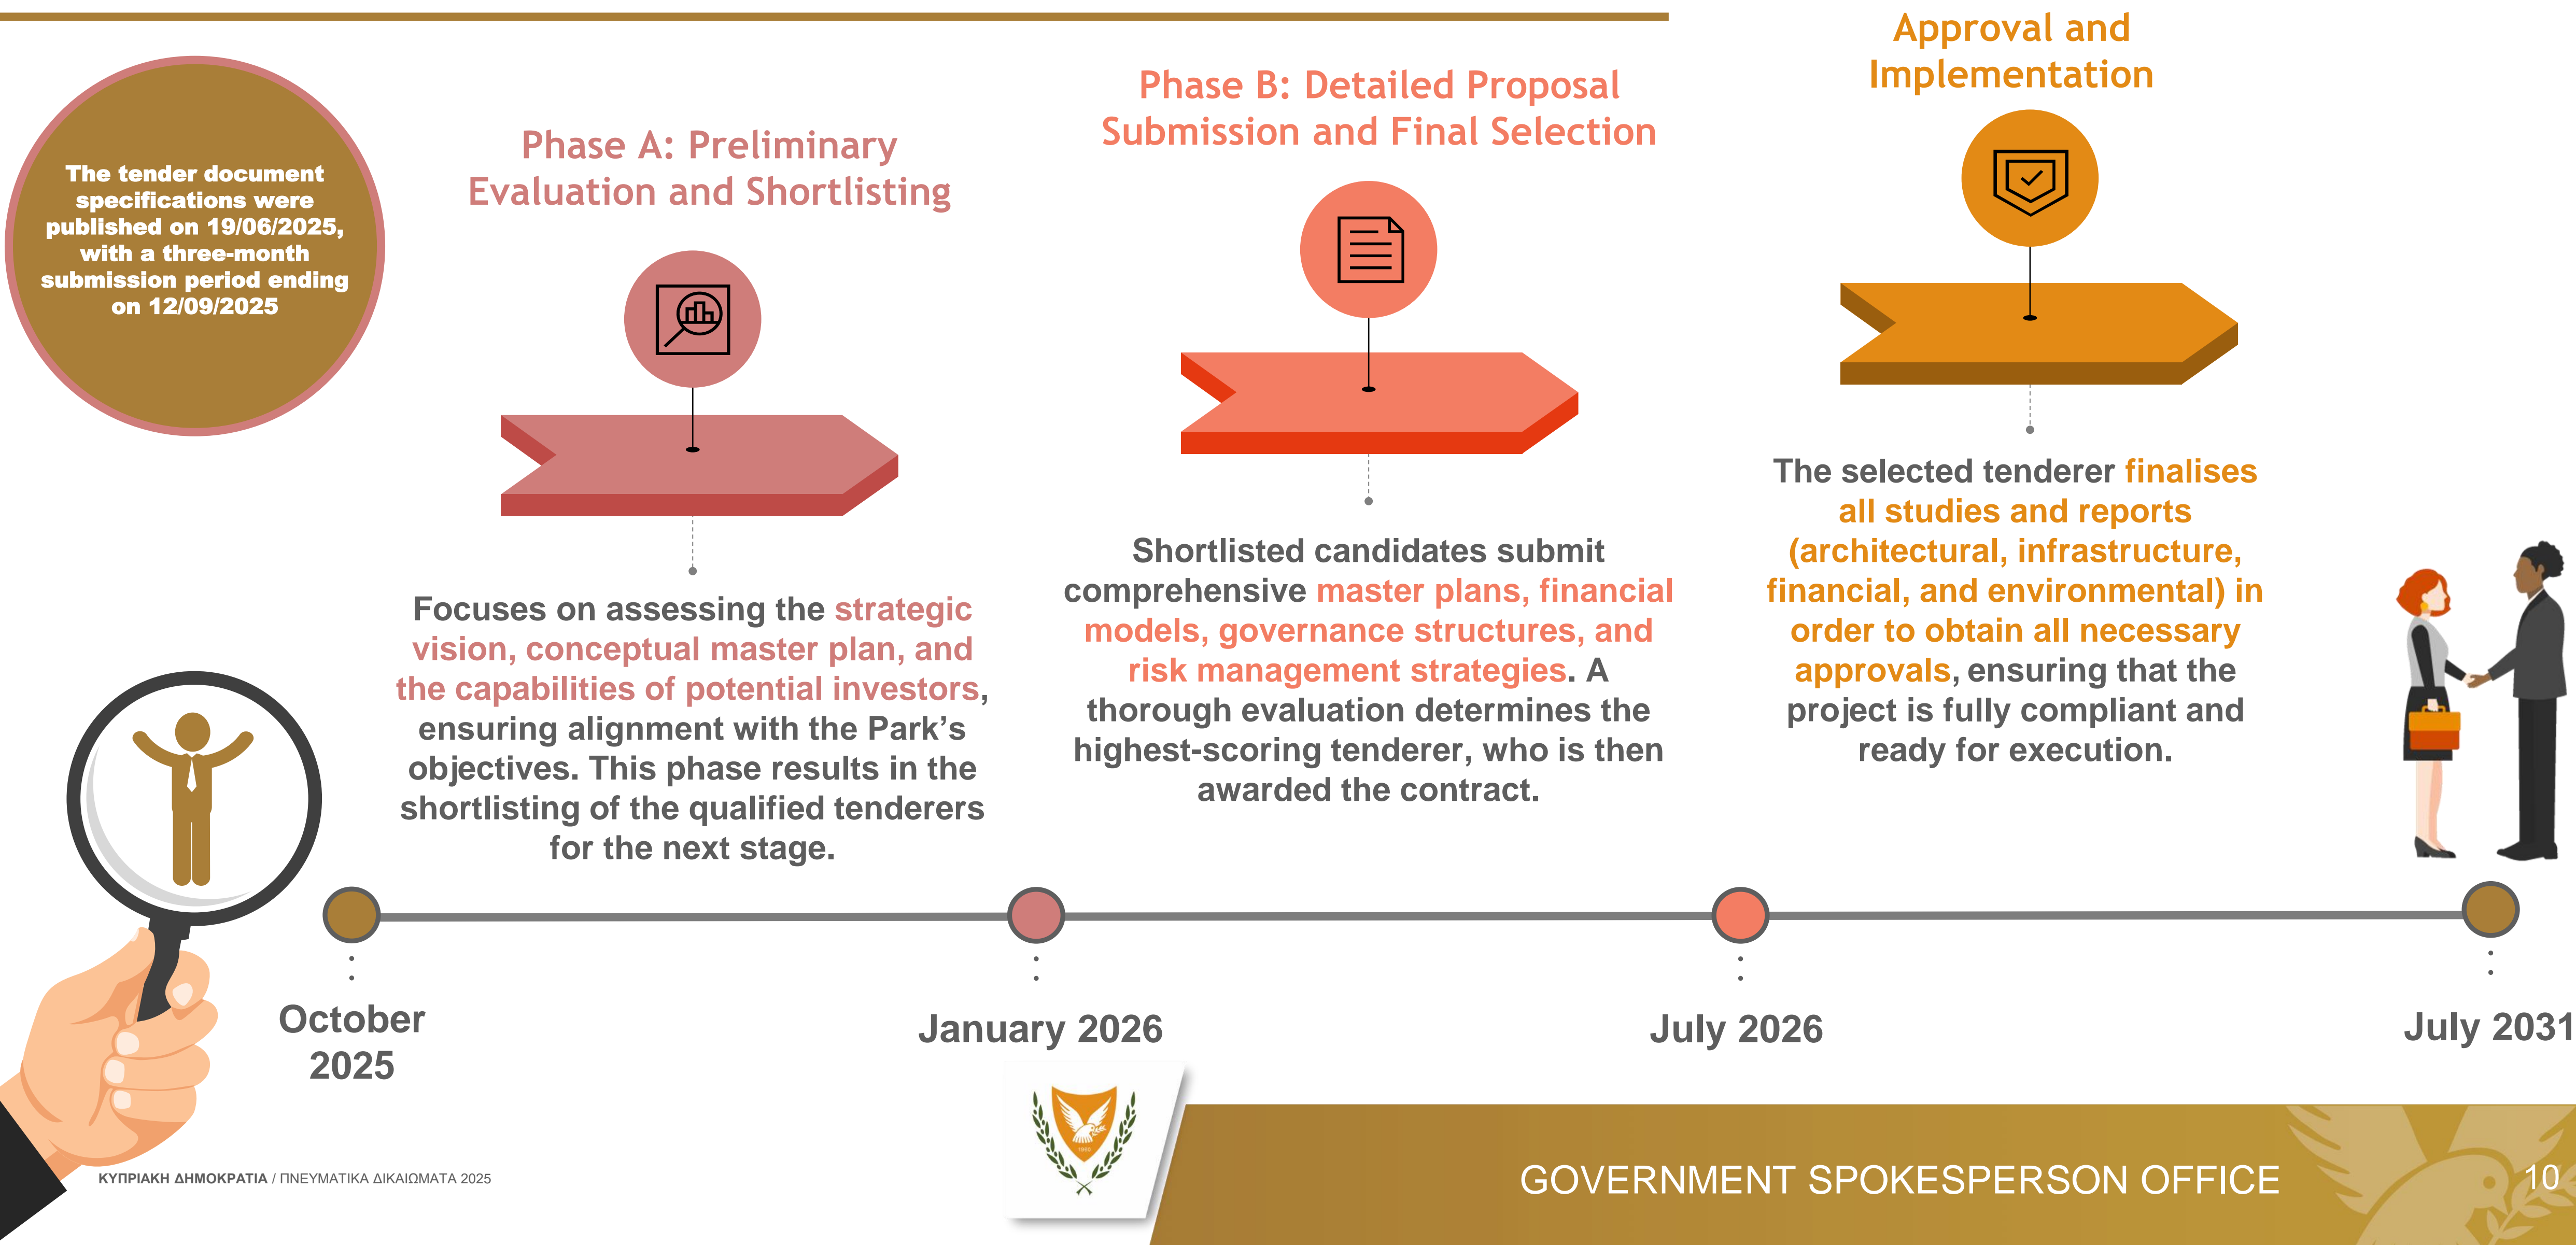 The tender document
specifications were
published on 19/06/2025,
with a three-month
submission period ending
on 12/09/2025
Phase A: Preliminary
Evaluation and Shortlisting
Focuses on assessing the strategic
vision, conceptual master plan, and
the capabilities of potential investors,
ensuring alignment with the Park’s
objectives. This phase results in the
shortlisting of the qualified tenderers
for the next stage.
Phase B: Detailed Proposal
Submission and Final Selection
Shortlisted candidates submit
comprehensive master plans, financial
models, governance structures, and
risk management strategies. A
thorough evaluation determines the
highest-scoring tenderer, who is then
awarded the contract.
Approval and
Implementation
The selected tenderer finalises
all studies and reports
(architectural, infrastructure,
financial, and environmental) in
order to obtain all necessary
approvals, ensuring that the
project is fully compliant and
ready for execution.
October
2025
January 2026
July 2026
July 2031
1960
ΚΥΠΡΙΑΚΗ ΔΗΜΟΚΡΑΤΙΑ / ΠΝΕΥΜΑΤΙΚΑ ΔΙΚΑΙΩΜΑΤΑ 2025
GOVERNMENT SPOKESPERSON OFFICE
10